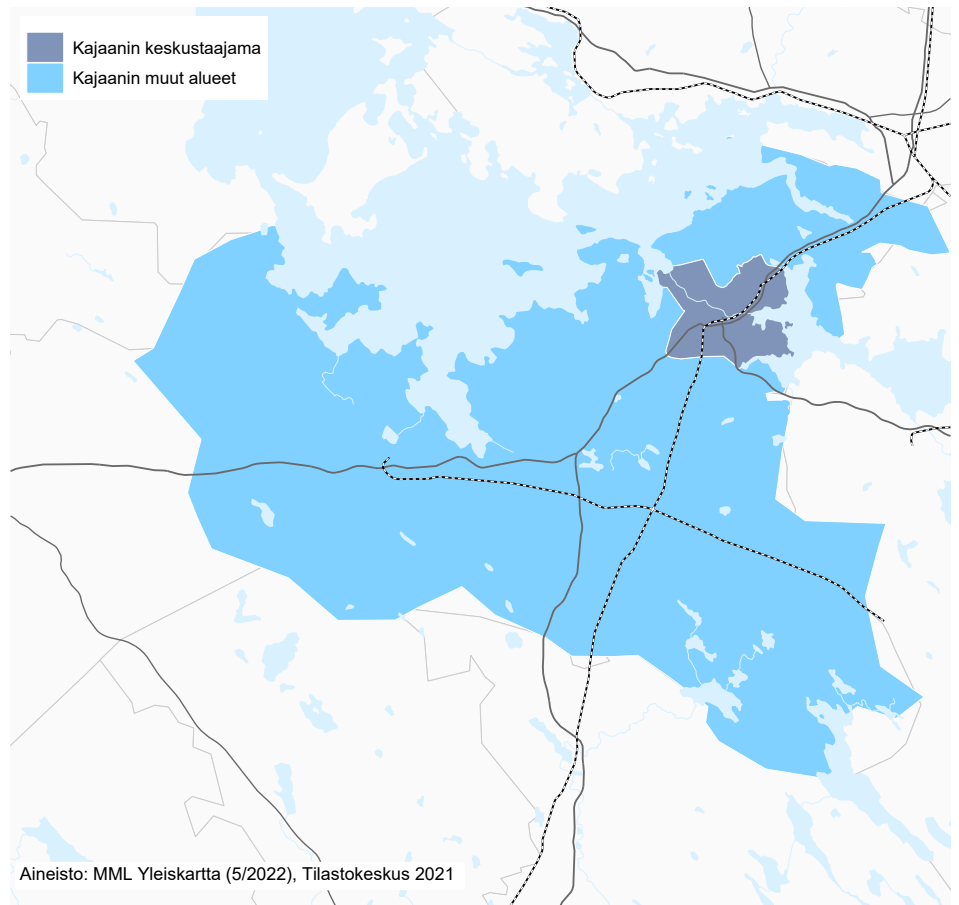 Kajaanin keskustaajama
Kajaanin muut alueet
Aineisto: MML Yleiskartta (5/2022), Tilastokeskus 2021